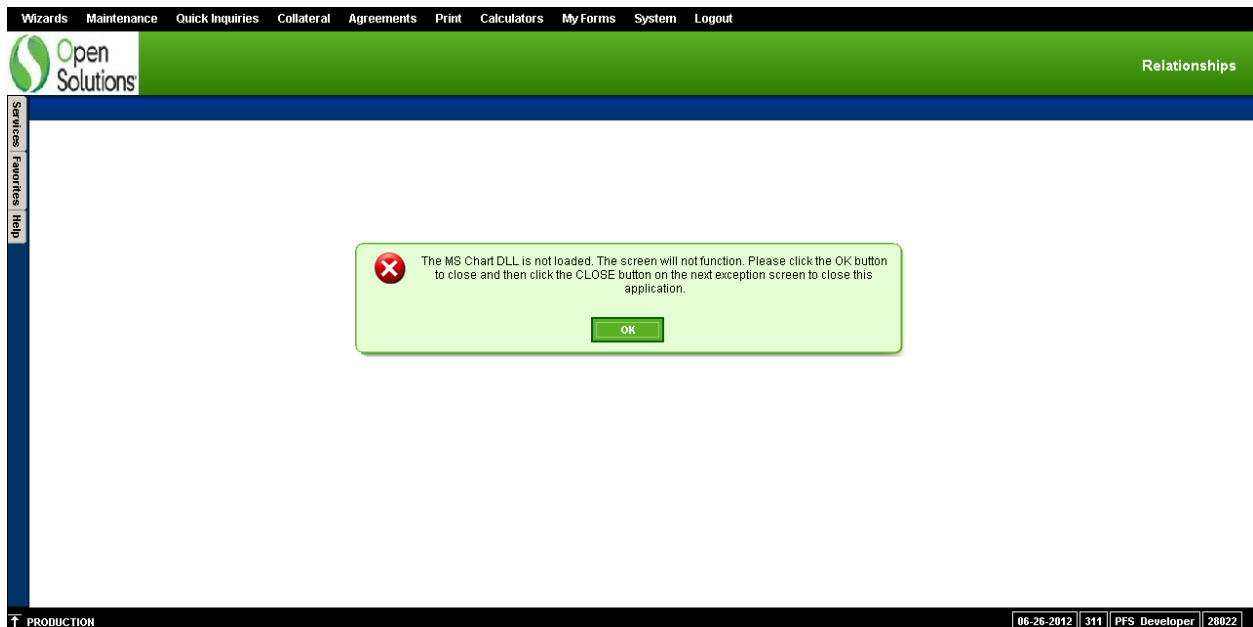 Wizards Maintenance Quick Inquiries Collateral Agreements Print Calculators My Forms System Logout
Open
Solutions
Relationships
Services
Favorites
Help
The MS Chart DLL is not loaded. The screen will not function. Please click the OK button
to close and then click the CLOSE button on the next exception screen to close this
application.
OK
PRODUCTION
06-26-2012 311 PFS Developer 28022